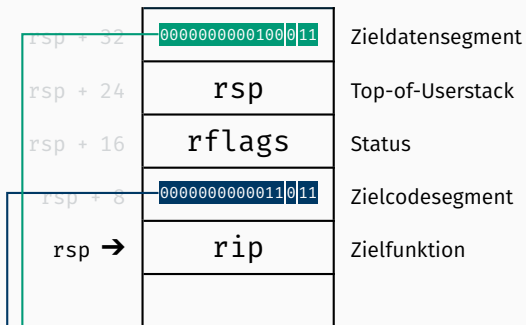 rsp + 32 0000000000100 0 11 Zieldatensegment
rsp + 24 rsp Top-of-Userstack
rsp + 16 rflags Status
rsp + 8 0000000000011 0 11 Zielcodesegment
rsp ➔ rip Zielfunktion